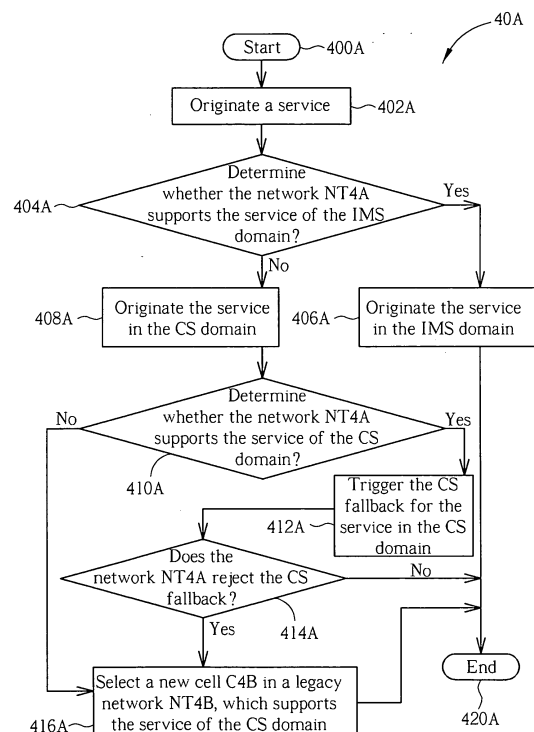 40A
Start
400A
Originate a service
402A
Determine
whether the network NT4A
supports the service of the IMS
domain?
404A
Yes
No
Originate the service
in the CS domain
408A
Originate the service
in the IMS domain
406A
Determine
whether the network NT4A
supports the service of the CS
domain?
No
Yes
410A
Trigger the CS
fallback for the
service in the CS
domain
412A
Does the
network NT4A reject the CS
fallback?
No
Yes
414A
Select a new cell C4B in a legacy
network NT4B, which supports
the service of the CS domain
416A
End
420A